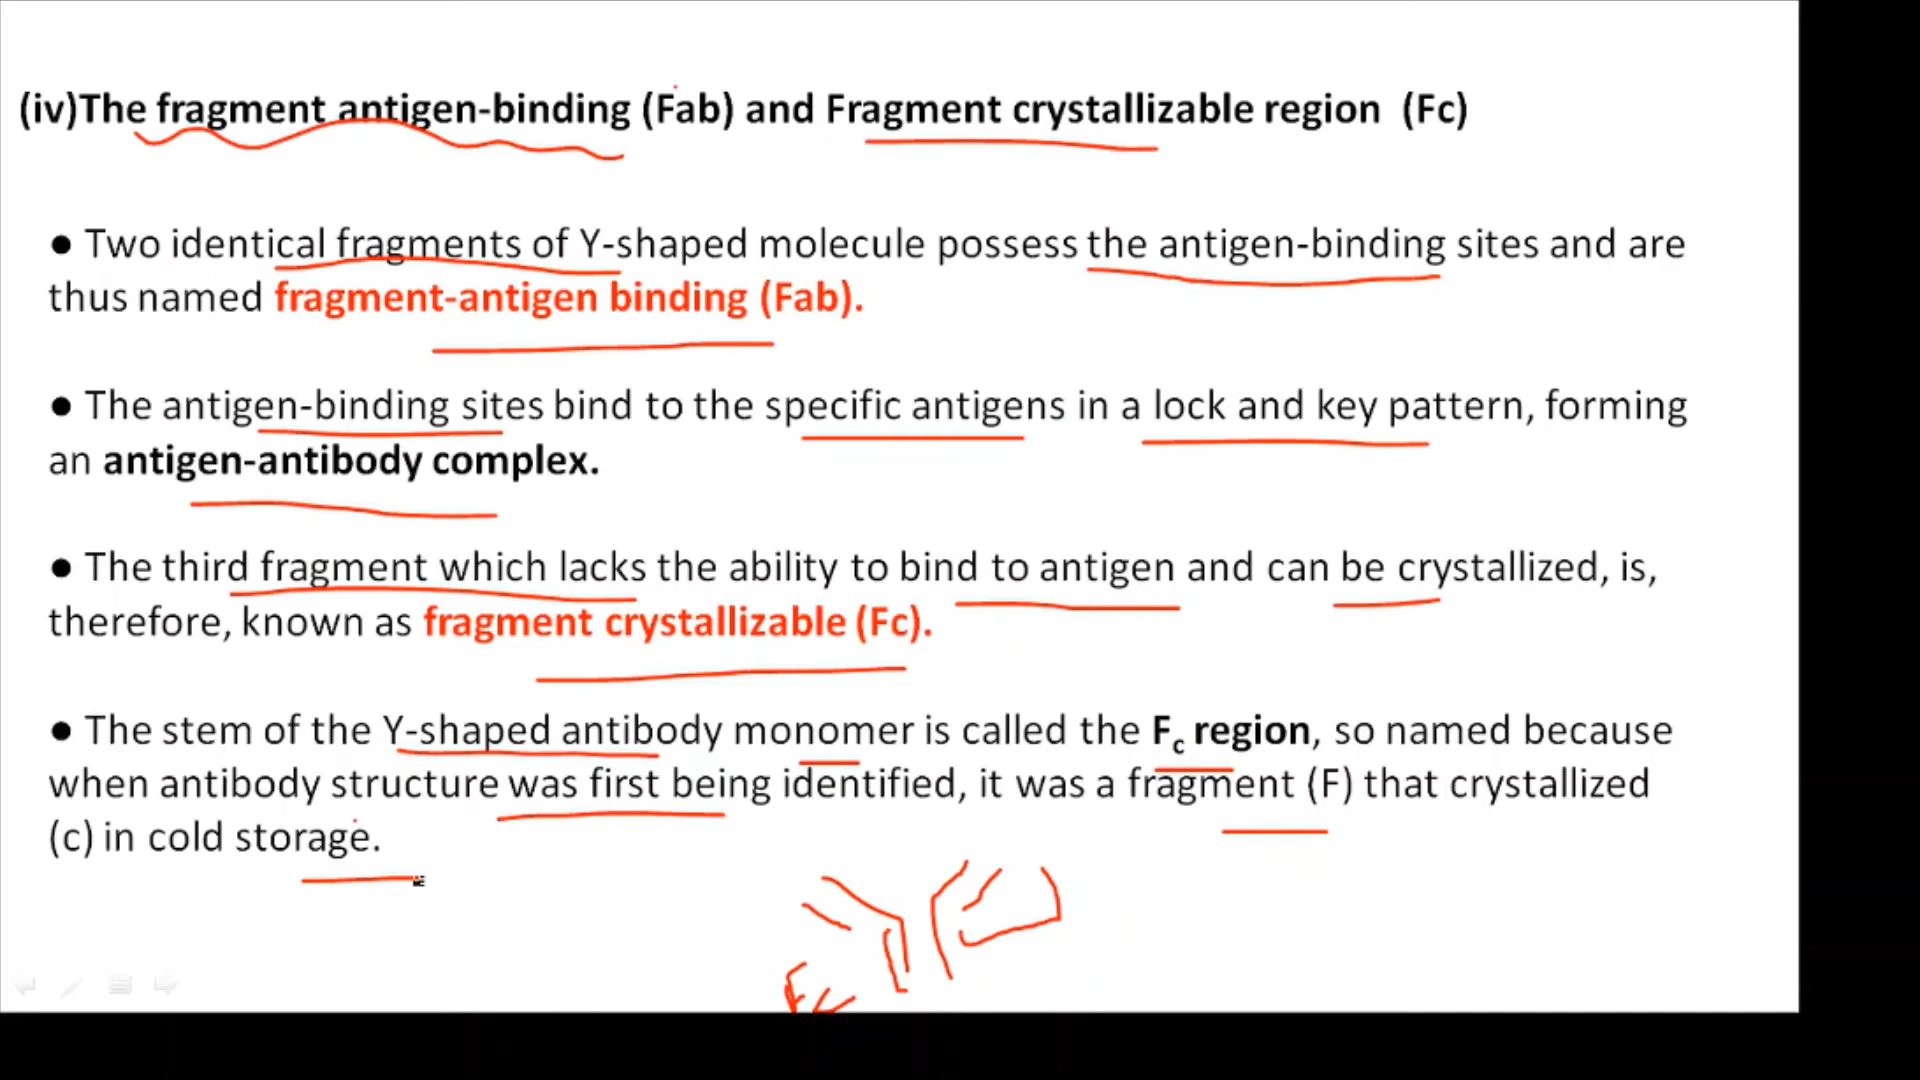 (iv)The fragment antigen-binding (Fab) and Fragment crystallizable region (Fc)
● Two identical fragments of Y-shaped molecule possess the antigen-binding sites and are
thus named fragment-antigen binding (Fab).
● The antigen-binding sites bind to the specific antigens in a lock and key pattern, forming
an antigen-antibody complex.
● The third fragment which lacks the ability to bind to antigen and can be crystallized, is,
therefore, known as fragment crystallizable (Fc).
● The stem of the Y-shaped antibody monomer is called the Fc region, so named because
when antibody structure was first being identified, it was a fragment (F) that crystallized
(c) in cold storage.
Fc